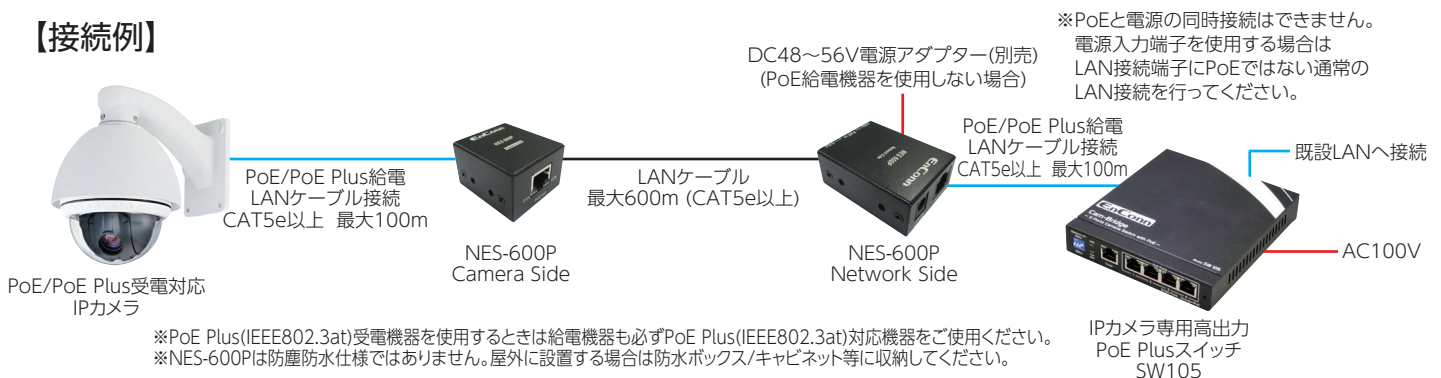 【接続例】
※PoEと電源の同時接続はできません。
電源入力端子を使用する場合は
LAN接続端子にPoEではない通常の
LAN接続を行ってください。
DC48～56V電源アダプター(別売)
(PoE給電機器を使用しない場合)
PoE/PoE Plus給電
LANケーブル接続
CAT5e以上 最大100m
LANケーブル
最大600m (CAT5e以上)
PoE/PoE Plus給電
LANケーブル接続
CAT5e以上 最大100m
既設LANへ接続
AC100V
EnConn
NES-600P
EnConn
NES-600P
EnConn
Cam-Bridge
PoE/PoE Plus受電対応
IPカメラ
NES-600P
Camera Side
NES-600P
Network Side
IPカメラ専用高出力
PoE Plusスイッチ
SW105
※PoE Plus(IEEE802.3at)受電機器を使用するときは給電機器も必ずPoE Plus(IEEE802.3at)対応機器をご使用ください。
※NES-600Pは防塵防水仕様ではありません。屋外に設置する場合は防水ボックス/キャビネット等に収納してください。